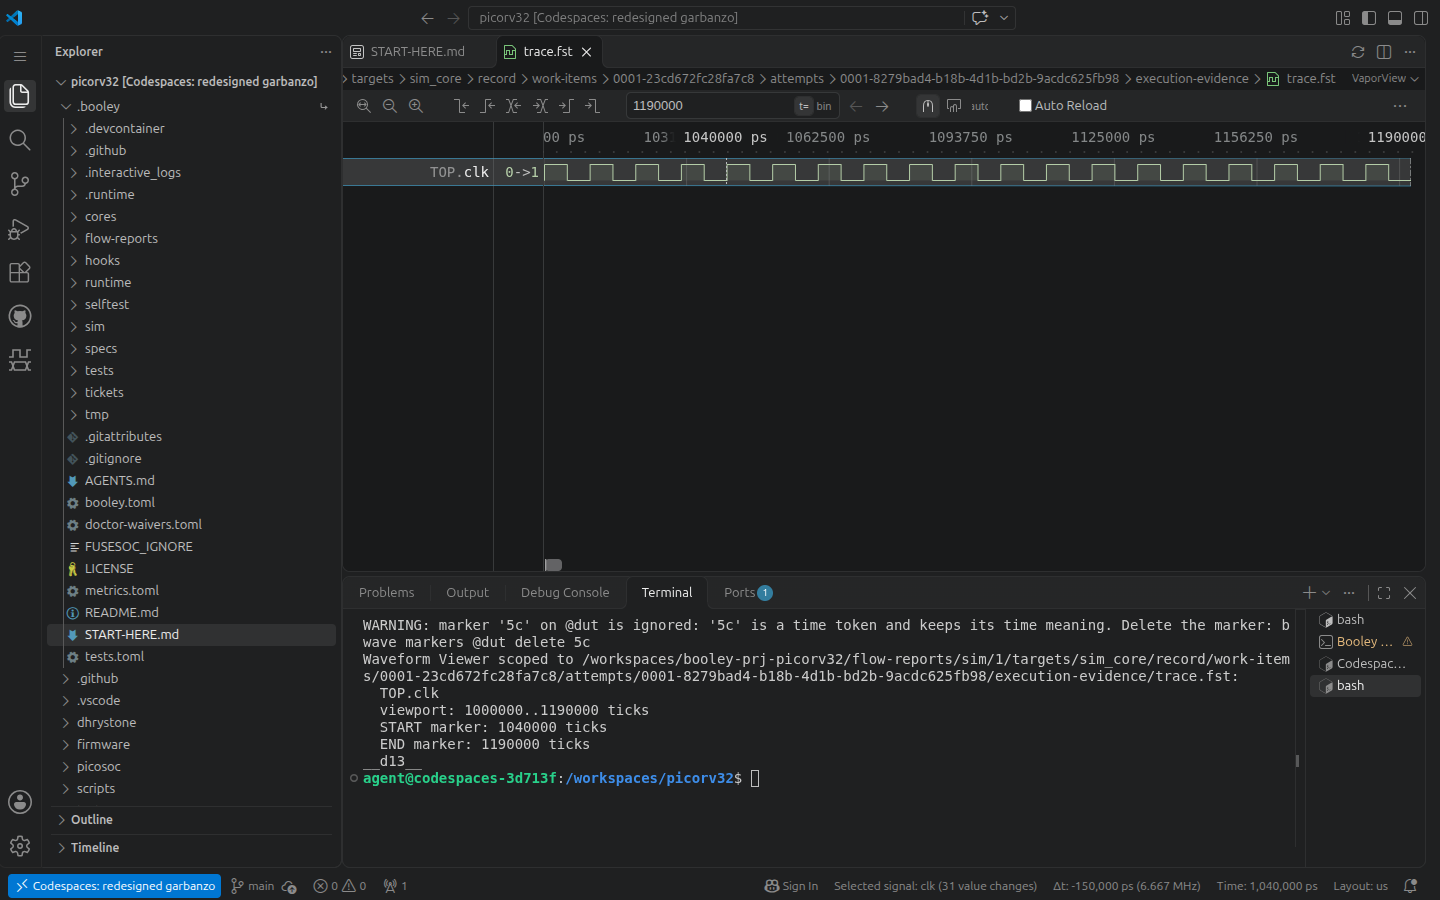 picorv32 [Codespaces: redesigned garbanzo]
Explorer
picorv32 [Codespaces: redesigned garbanzo]
.booley
.devcontainer
.github
.interactive_logs
.runtime
cores
flow-reports
hooks
runtime
selftest
sim
specs
tests
tickets
tmp
.gitattributes
.gitignore
AGENTS.md
booley.toml
doctor-waivers.toml
FUSESOC_IGNORE
LICENSE
metrics.toml
README.md
START-HERE.md
tests.toml
.github
.vscode
dhrystone
firmware
picosoc
scripts
Outline
Timeline
START-HERE.md
trace.fst
targets > sim_core > record > work-items > 0001-23cd672fc28fa7c8 > attempts > 0001-8279bad4-b18b-4d1b-bd2b-9acdc625fb98 > execution-evidence > trace.fst
VaporView
1190000
t=
bin
Auto Reload
00 ps 1031 1040000 ps 1062500 ps 1093750 ps 1125000 ps 1156250 ps 1190000
TOP.clk 0->1
Problems
Output
Debug Console
Terminal
Ports 1
WARNING: marker '5c' on @dut is ignored: '5c' is a time token and keeps its time meaning. Delete the marker: b
wave markers @dut delete 5c
Waveform Viewer scoped to /workspaces/booley-prj-picorv32/flow-reports/sim/1/targets/sim_core/record/work-item
s/0001-23cd672fc28fa7c8/attempts/0001-8279bad4-b18b-4d1b-bd2b-9acdc625fb98/execution-evidence/trace.fst:
TOP.clk
viewport: 1000000..1190000 ticks
START marker: 1040000 ticks
END marker: 1190000 ticks
__d13__
agent@codespaces-3d713f:/workspaces/picorv32$
bash
Booley ...
Codespac...
bash
Codespaces: redesigned garbanzo
main
0
0
1
Sign In
Selected signal: clk (31 value changes)
Δt: -150,000 ps (6.667 MHz)
Time: 1,040,000 ps
Layout: us